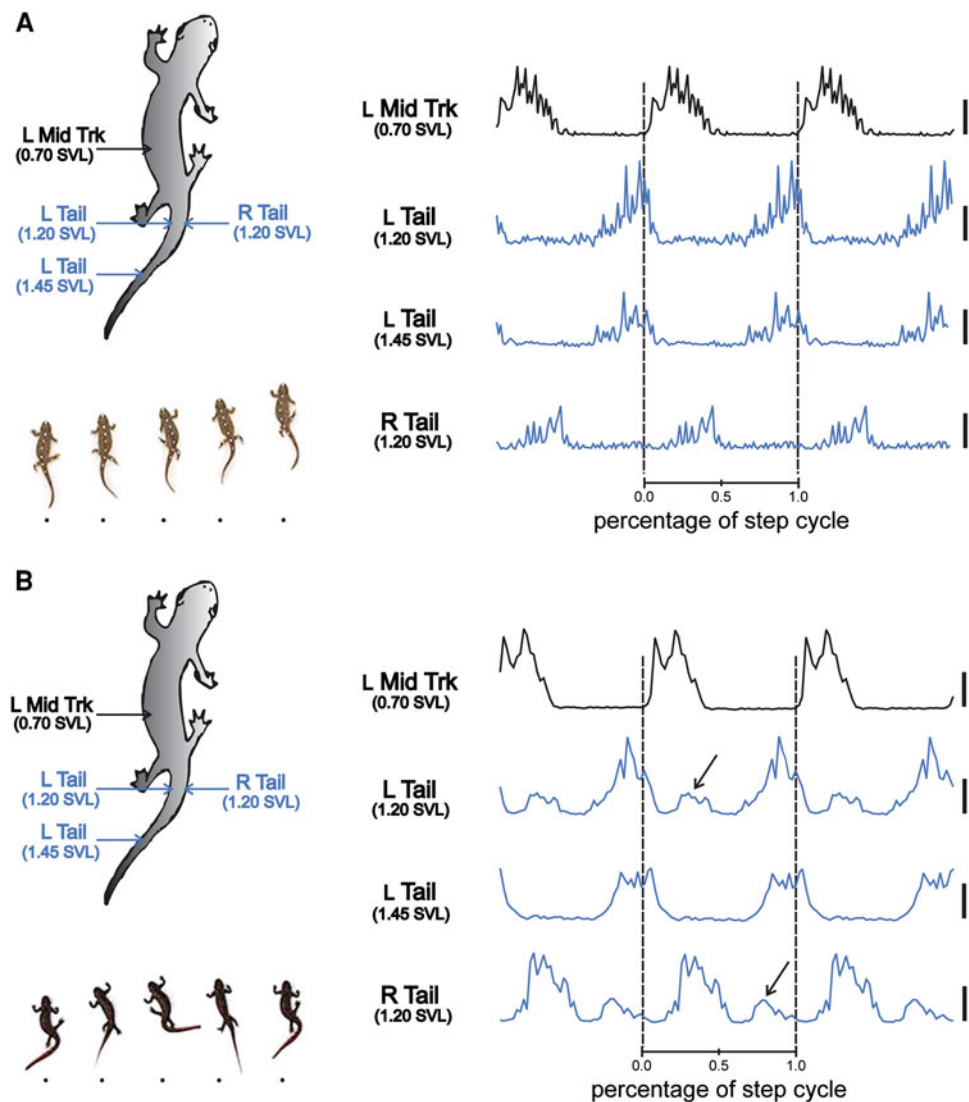 A
L Mid Trk
(0.70 SVL)
L Tail
(1.20 SVL)
R Tail
(1.20 SVL)
L Tail
(1.45 SVL)
L Mid Trk
(0.70 SVL)
L Tail
(1.20 SVL)
L Tail
(1.45 SVL)
R Tail
(1.20 SVL)
0.0 0.5 1.0
percentage of step cycle
B
L Mid Trk
(0.70 SVL)
L Tail
(1.20 SVL)
R Tail
(1.20 SVL)
L Tail
(1.45 SVL)
L Mid Trk
(0.70 SVL)
L Tail
(1.20 SVL)
L Tail
(1.45 SVL)
R Tail
(1.20 SVL)
0.0 0.5 1.0
percentage of step cycle